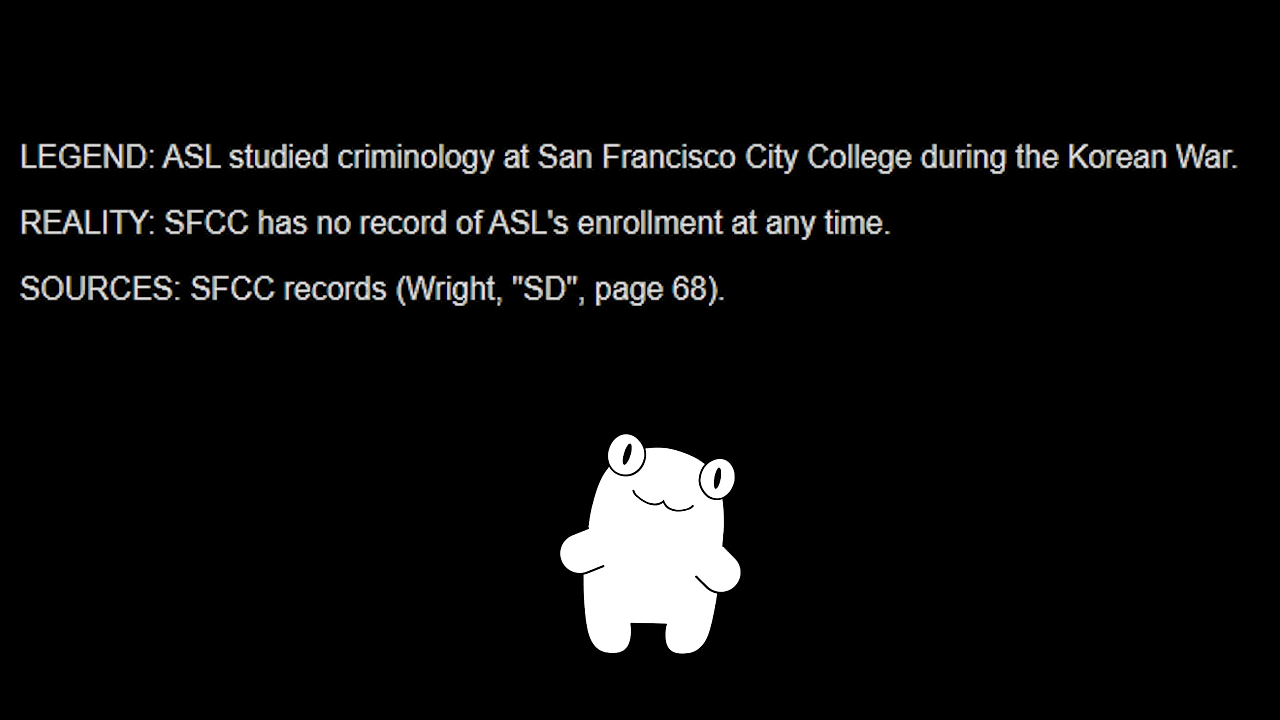 LEGEND: ASL studied criminology at San Francisco City College during the Korean War.
REALITY: SFCC has no record of ASL's enrollment at any time.
SOURCES: SFCC records (Wright, "SD", page 68).